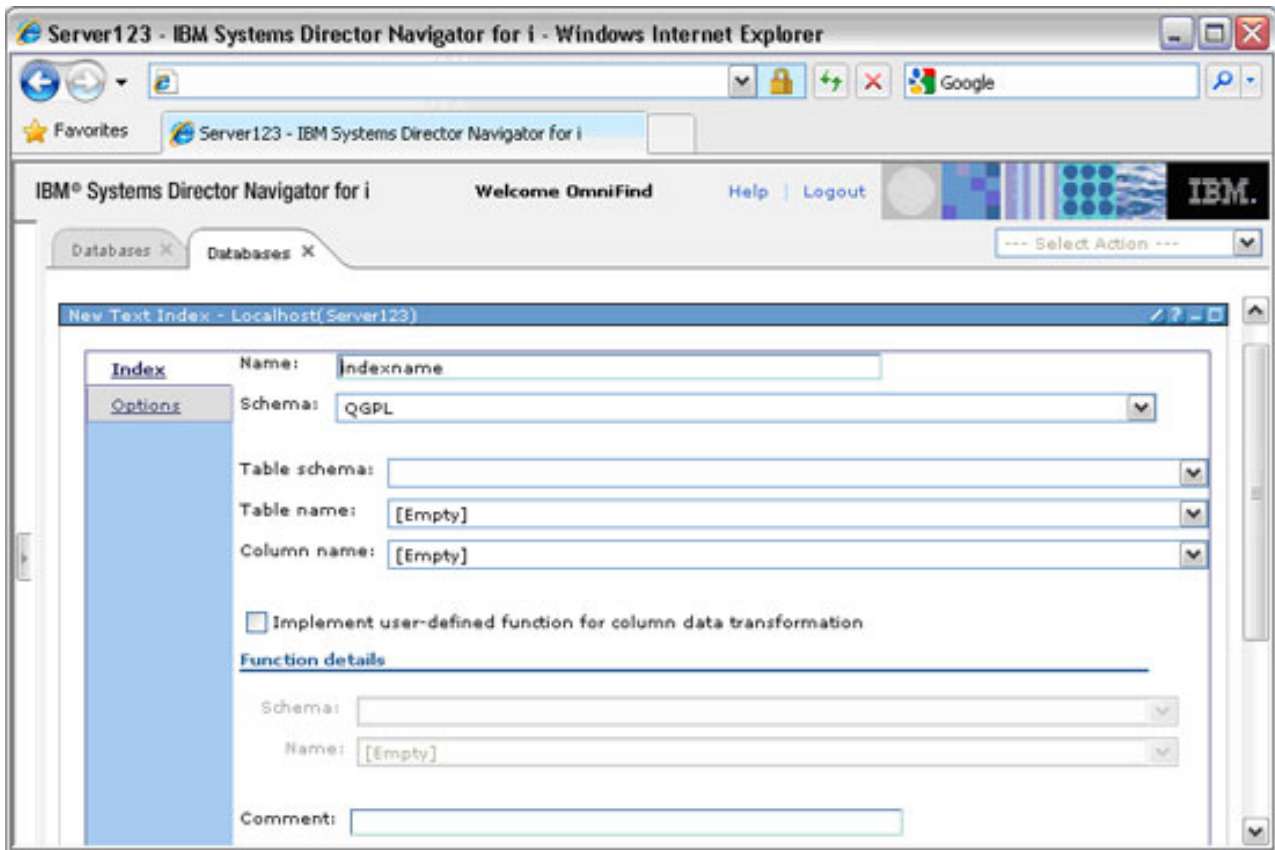 Server123 - IBM Systems Director Navigator for i - Windows Internet Explorer
Google
Favorites
Server123 - IBM Systems Director Navigator for i
IBM® Systems Director Navigator for i Welcome OmniFind Help | Logout IBM.
Databases Databases --- Select Action ---
New Text Index - Localhost(Server123)
Index
Options
Name: indexname
Schema: QGPL
Table schema:
Table name: [Empty]
Column name: [Empty]
Implement user-defined function for column data transformation
Function details
Schema:
Name: [Empty]
Comment: